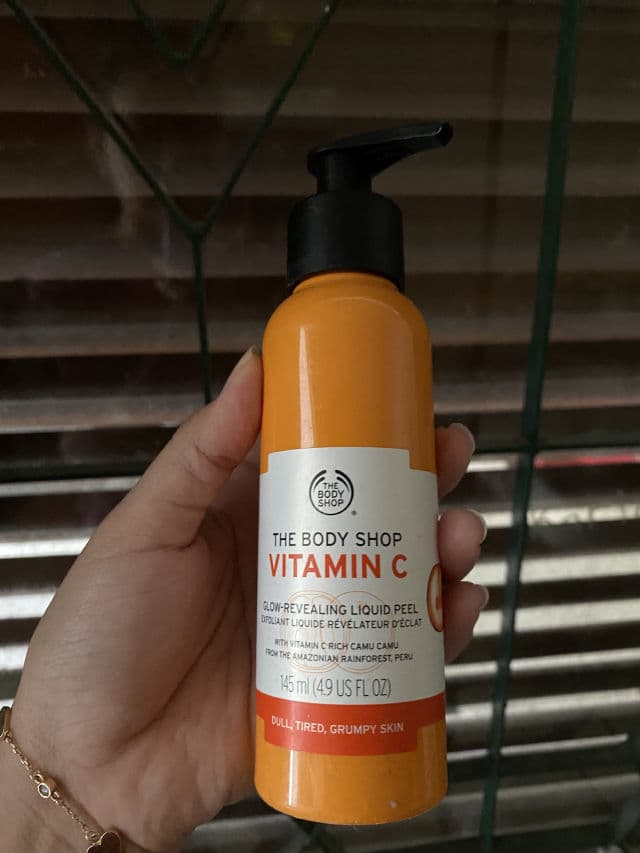 THE
BODY
SHOP
®
THE BODY SHOP
VITAMIN C
GLOW-REVEALING LIQUID PEEL
EXFOLIANT LIQUIDE RÉVÉLATEUR D'ÉCLAT
WITH VITAMIN C RICH CAMU CAMU
FROM THE AMAZONIAN RAINFOREST, PERU
145 ml (4.9 US FL OZ)
DULL, TIRED, GRUMPY SKIN